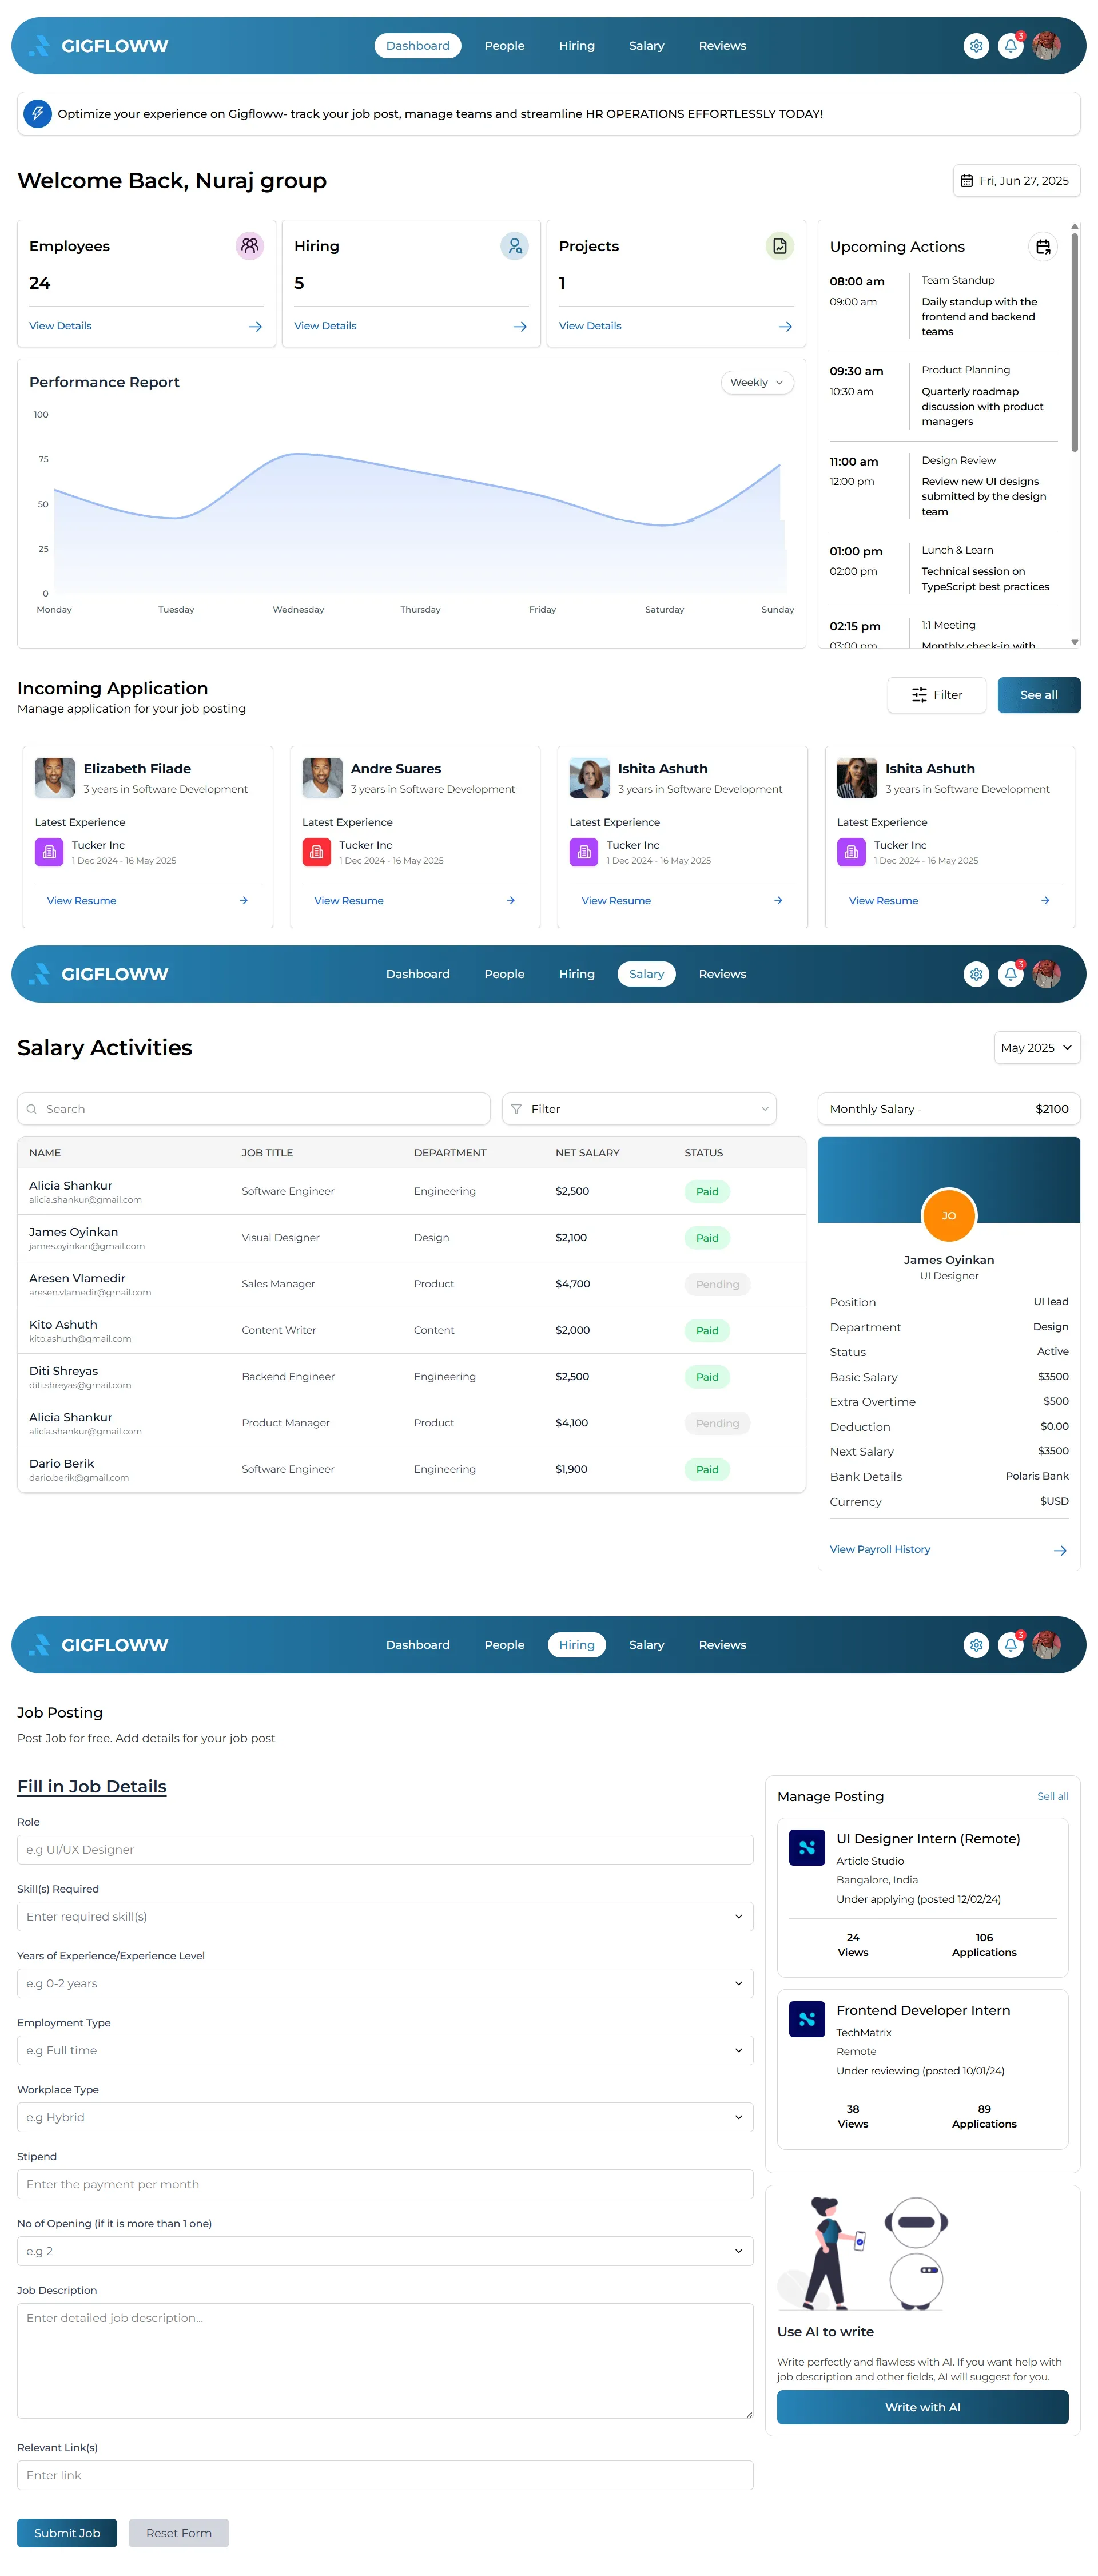 GIGFLOWW
Dashboard People Hiring Salary Reviews
3
Optimize your experience on Gigfloww- track your job post, manage teams and streamline HR OPERATIONS EFFORTLESSLY TODAY!
Welcome Back, Nuraj group
Fri, Jun 27, 2025
Employees
24
View Details
Hiring
5
View Details
Projects
1
View Details
Performance Report
Weekly
100
75
50
25
0
Monday Tuesday Wednesday Thursday Friday Saturday Sunday
Upcoming Actions
08:00 am
09:00 am
Team Standup
Daily standup with the
frontend and backend
teams
09:30 am
10:30 am
Product Planning
Quarterly roadmap
discussion with product
managers
11:00 am
12:00 pm
Design Review
Review new UI designs
submitted by the design
team
01:00 pm
02:00 pm
Lunch & Learn
Technical session on
TypeScript best practices
02:15 pm
03:00 pm
1:1 Meeting
Monthly check-in with
Incoming Application
Manage application for your job posting
Filter
See all
Elizabeth Filade
3 years in Software Development
Latest Experience
Tucker Inc
1 Dec 2024 - 16 May 2025
View Resume
Andre Suares
3 years in Software Development
Latest Experience
Tucker Inc
1 Dec 2024 - 16 May 2025
View Resume
Ishita Ashuth
3 years in Software Development
Latest Experience
Tucker Inc
1 Dec 2024 - 16 May 2025
View Resume
Ishita Ashuth
3 years in Software Development
Latest Experience
Tucker Inc
1 Dec 2024 - 16 May 2025
View Resume
GIGFLOWW
Dashboard People Hiring Salary Reviews
3
Salary Activities
May 2025
Search
Filter
NAME JOB TITLE DEPARTMENT NET SALARY STATUS
Alicia Shankur
alicia.shankur@gmail.com
Software Engineer Engineering $2,500 Paid
James Oyinkan
james.oyinkan@gmail.com
Visual Designer Design $2,100 Paid
Aresen Vlamedir
aresen.vlamedir@gmail.com
Sales Manager Product $4,700 Pending
Kito Ashuth
kito.ashuth@gmail.com
Content Writer Content $2,000 Paid
Diti Shreyas
diti.shreyas@gmail.com
Backend Engineer Engineering $2,500 Paid
Alicia Shankur
alicia.shankur@gmail.com
Product Manager Product $4,100 Pending
Dario Berik
dario.berik@gmail.com
Software Engineer Engineering $1,900 Paid
Monthly Salary - $2100
JO
James Oyinkan
UI Designer
Position UI lead
Department Design
Status Active
Basic Salary $3500
Extra Overtime $500
Deduction $0.00
Next Salary $3500
Bank Details Polaris Bank
Currency $USD
View Payroll History
GIGFLOWW
Dashboard People Hiring Salary Reviews
3
Job Posting
Post Job for free. Add details for your job post
Fill in Job Details
Role
e.g UI/UX Designer
Skill(s) Required
Enter required skill(s)
Years of Experience/Experience Level
e.g 0-2 years
Employment Type
e.g Full time
Workplace Type
e.g Hybrid
Stipend
Enter the payment per month
No of Opening (if it is more than 1 one)
e.g 2
Job Description
Enter detailed job description...
Relevant Link(s)
Enter link
Submit Job
Reset Form
Manage Posting
Sell all
UI Designer Intern (Remote)
Article Studio
Bangalore, India
Under applying (posted 12/02/24)
24 106
Views Applications
Frontend Developer Intern
TechMatrix
Remote
Under reviewing (posted 10/01/24)
38 89
Views Applications
Use AI to write
Write perfectly and flawless with AI. If you want help with
job description and other fields, AI will suggest for you.
Write with AI